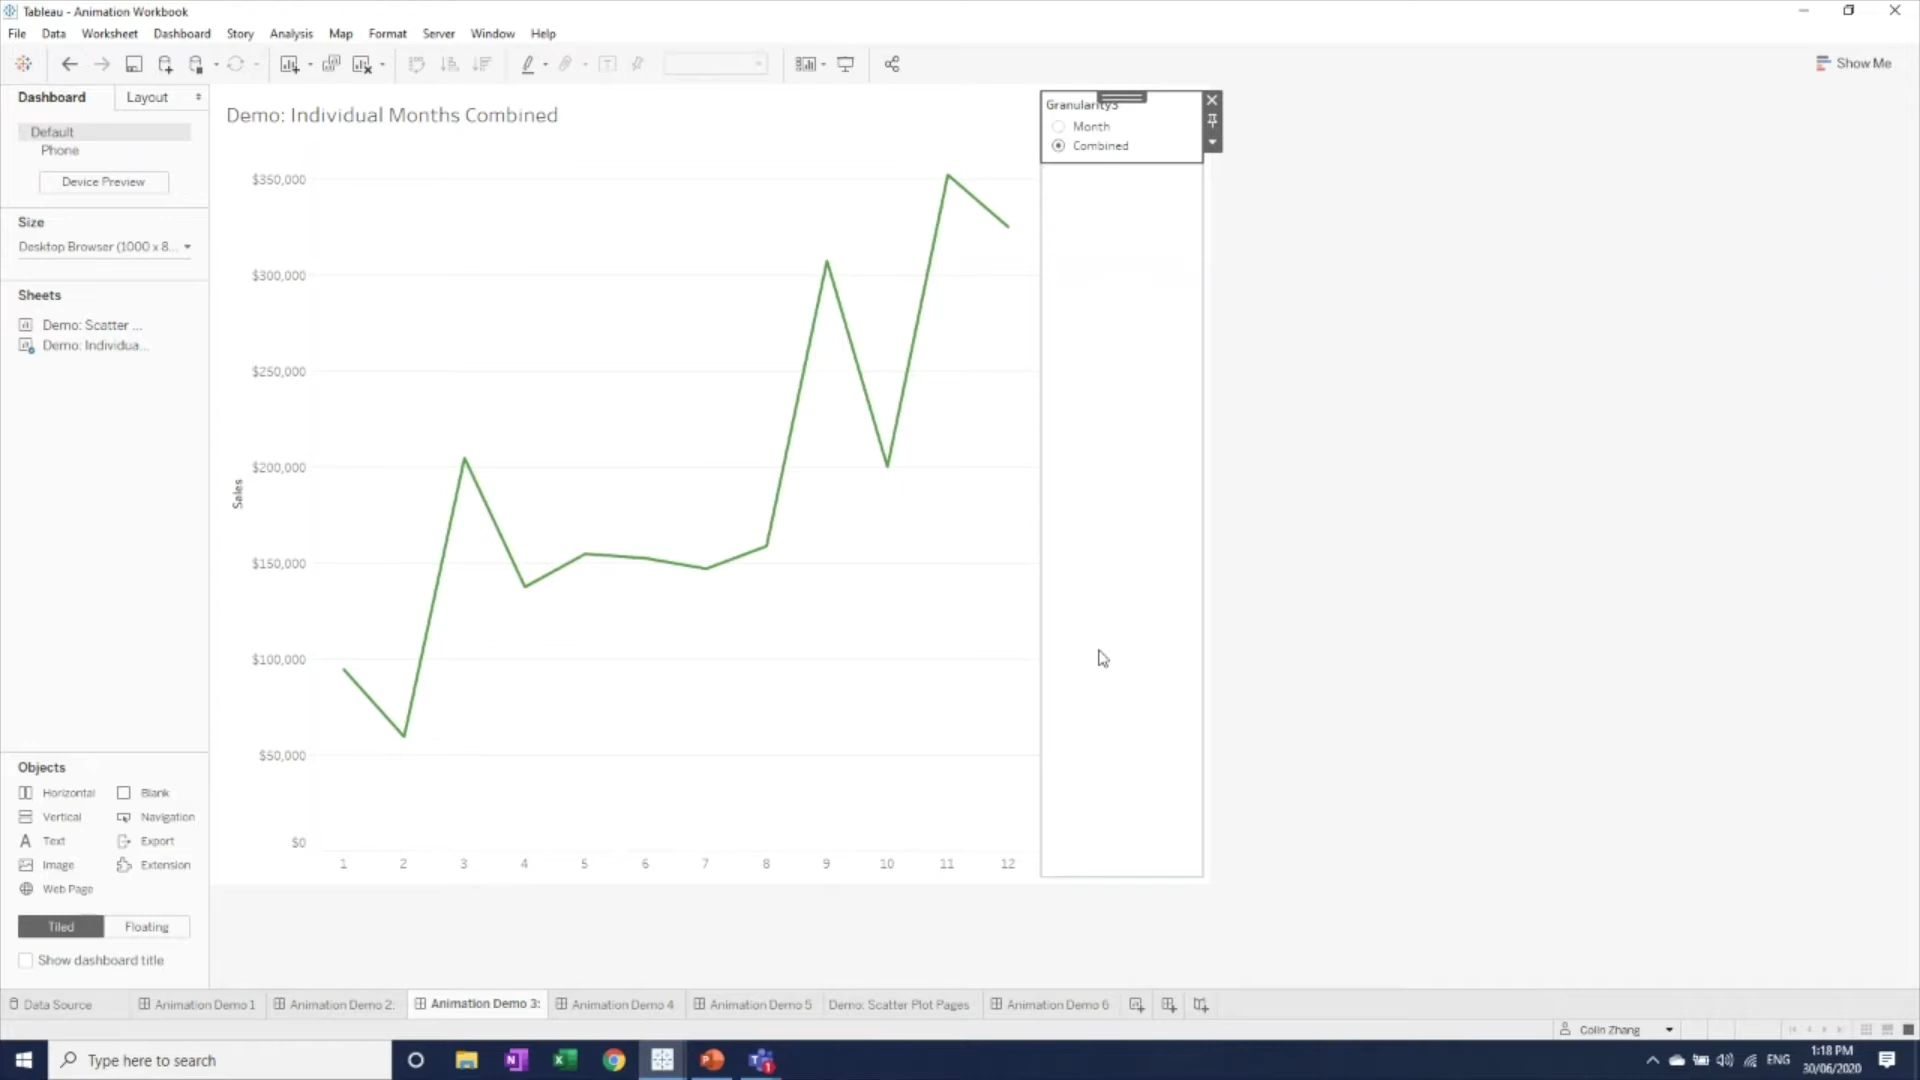 Tableau - Animation Workbook
File Data Worksheet Dashboard Story Analysis Map Format Server Window Help
Show Me
Dashboard Layout
Default
Phone
Device Preview
Size
Desktop Browser (1000 x 8...
Sheets
Demo: Scatter ...
Demo: Individua...
Demo: Individual Months Combined
Granularity3
Month
Combined
$350,000
$300,000
$250,000
$200,000
$150,000
$100,000
$50,000
$0
Sales
1 2 3 4 5 6 7 8 9 10 11 12
Objects
Horizontal Blank
Vertical Navigation
Text Export
Image Extension
Web Page
Tiled Floating
Show dashboard title
Data Source Animation Demo 1 Animation Demo 2: Animation Demo 3: Animation Demo 4 Animation Demo 5 Demo: Scatter Plot Pages Animation Demo 6
Colin Zhang
Type here to search
ENG
1:18 PM
30/06/2020